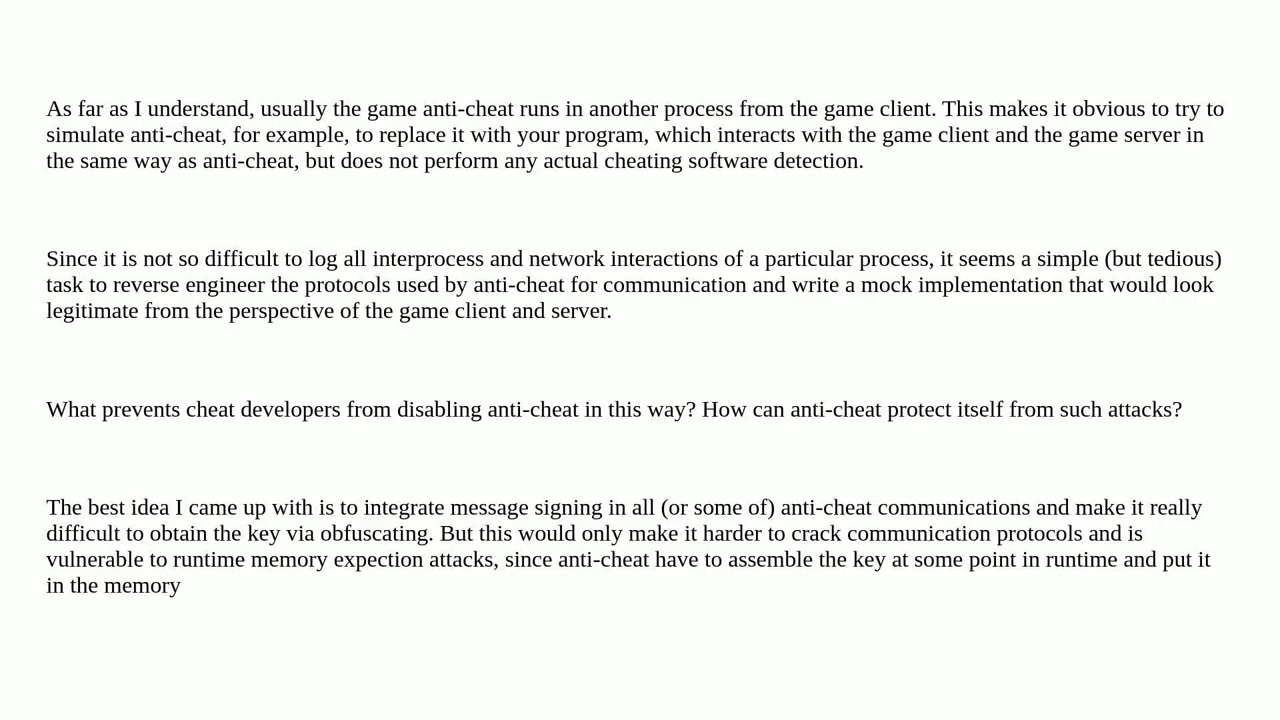 As far as I understand, usually the game anti-cheat runs in another process from the game client. This makes it obvious to try to
simulate anti-cheat, for example, to replace it with your program, which interacts with the game client and the game server in
the same way as anti-cheat, but does not perform any actual cheating software detection.
Since it is not so difficult to log all interprocess and network interactions of a particular process, it seems a simple (but tedious)
task to reverse engineer the protocols used by anti-cheat for communication and write a mock implementation that would look
legitimate from the perspective of the game client and server.
What prevents cheat developers from disabling anti-cheat in this way? How can anti-cheat protect itself from such attacks?
The best idea I came up with is to integrate message signing in all (or some of) anti-cheat communications and make it really
difficult to obtain the key via obfuscating. But this would only make it harder to crack communication protocols and is
vulnerable to runtime memory expection attacks, since anti-cheat have to assemble the key at some point in runtime and put it
in the memory